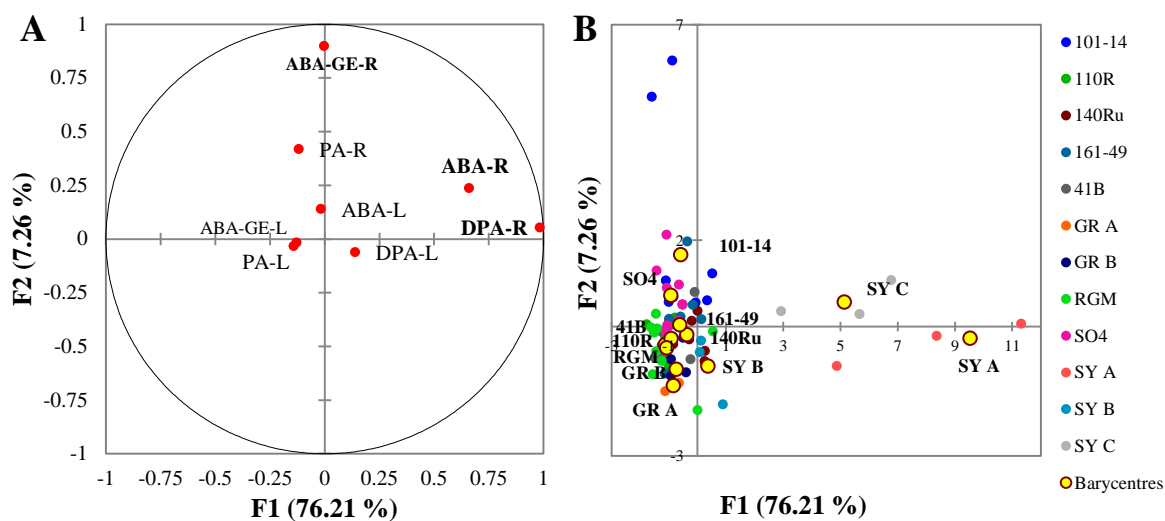 A
1
0.75
0.5
0.25
0
-0.25
-0.5
-0.75
-1
F2 (7.26 %)
ABA-GE-R
PA-R
ABA-R
ABA-L
DPA-R
ABA-GE-L
PA-L
DPA-L
-1 -0.75 -0.5 -0.25 0 0.25 0.5 0.75 1
F1 (76.21 %)
B
7
2
-3
F2 (7.26 %)
101-14
SO4
SY C
161-49
41B
110R
140Ru
RGM
SY B
SY A
GR B
GR A
-3 -1 1 3 5 7 9 11
F1 (76.21 %)
101-14
110R
140Ru
161-49
41B
GR A
GR B
RGM
SO4
SY A
SY B
SY C
Barycentres